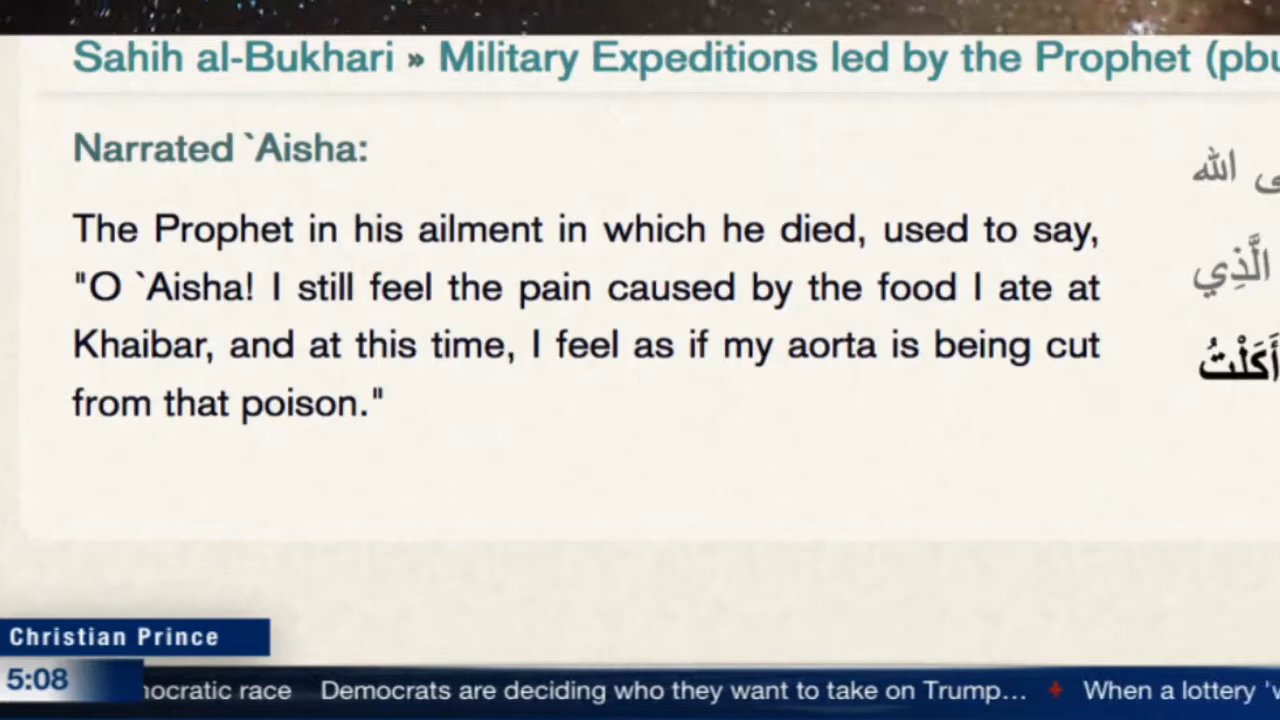 Sahih al-Bukhari » Military Expeditions led by the Prophet (pbu
Narrated `Aisha:
The Prophet in his ailment in which he died, used to say,
"O `Aisha! I still feel the pain caused by the food I ate at
Khaibar, and at this time, I feel as if my aorta is being cut
from that poison."
ى الله
الَّذِي
أَكَلْتُ
Christian Prince
5:08
nocratic race Democrats are deciding who they want to take on Trump... When a lottery 'v